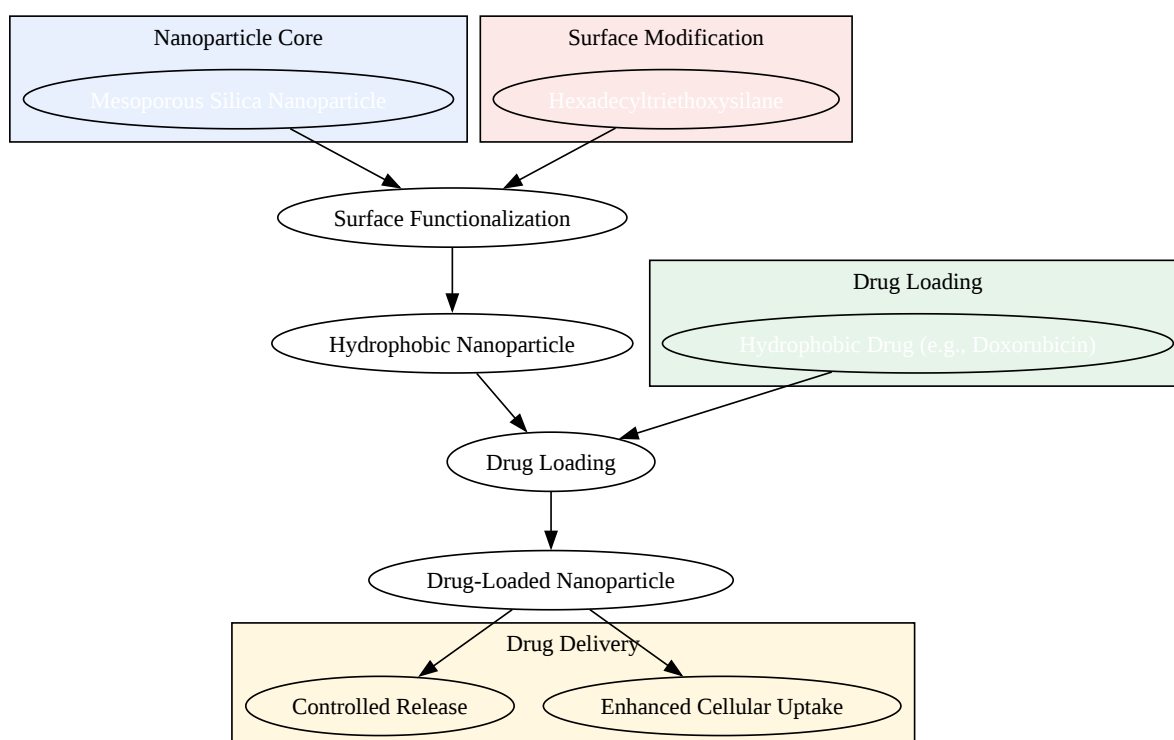 Nanoparticle Core
Surface Modification
Mesoporous Silica Nanoparticle
Hexadecyltriethoxysilane
Surface Functionalization
Drug Loading
Hydrophobic Nanoparticle
Hydrophobic Drug (e.g., Doxorubicin)
Drug Loading
Drug-Loaded Nanoparticle
Drug Delivery
Controlled Release
Enhanced Cellular Uptake